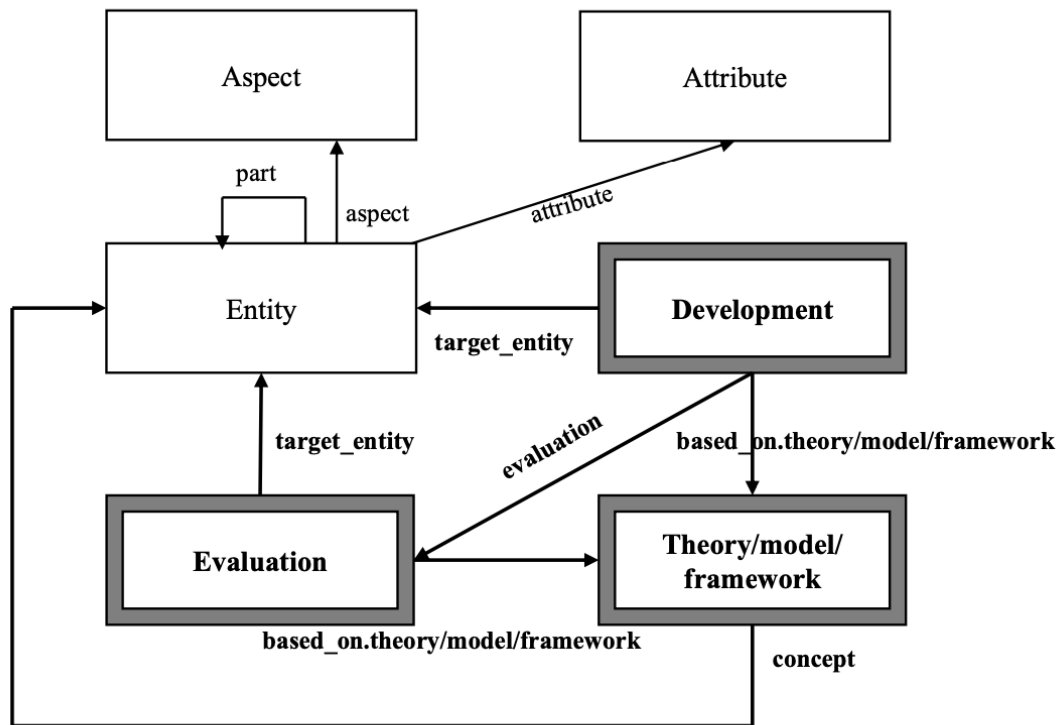 Aspect
Attribute
part
aspect
attribute
Entity
Development
target_entity
target_entity
evaluation
based_on.theory/model/framework
Evaluation
Theory/model/
framework
based_on.theory/model/framework
concept